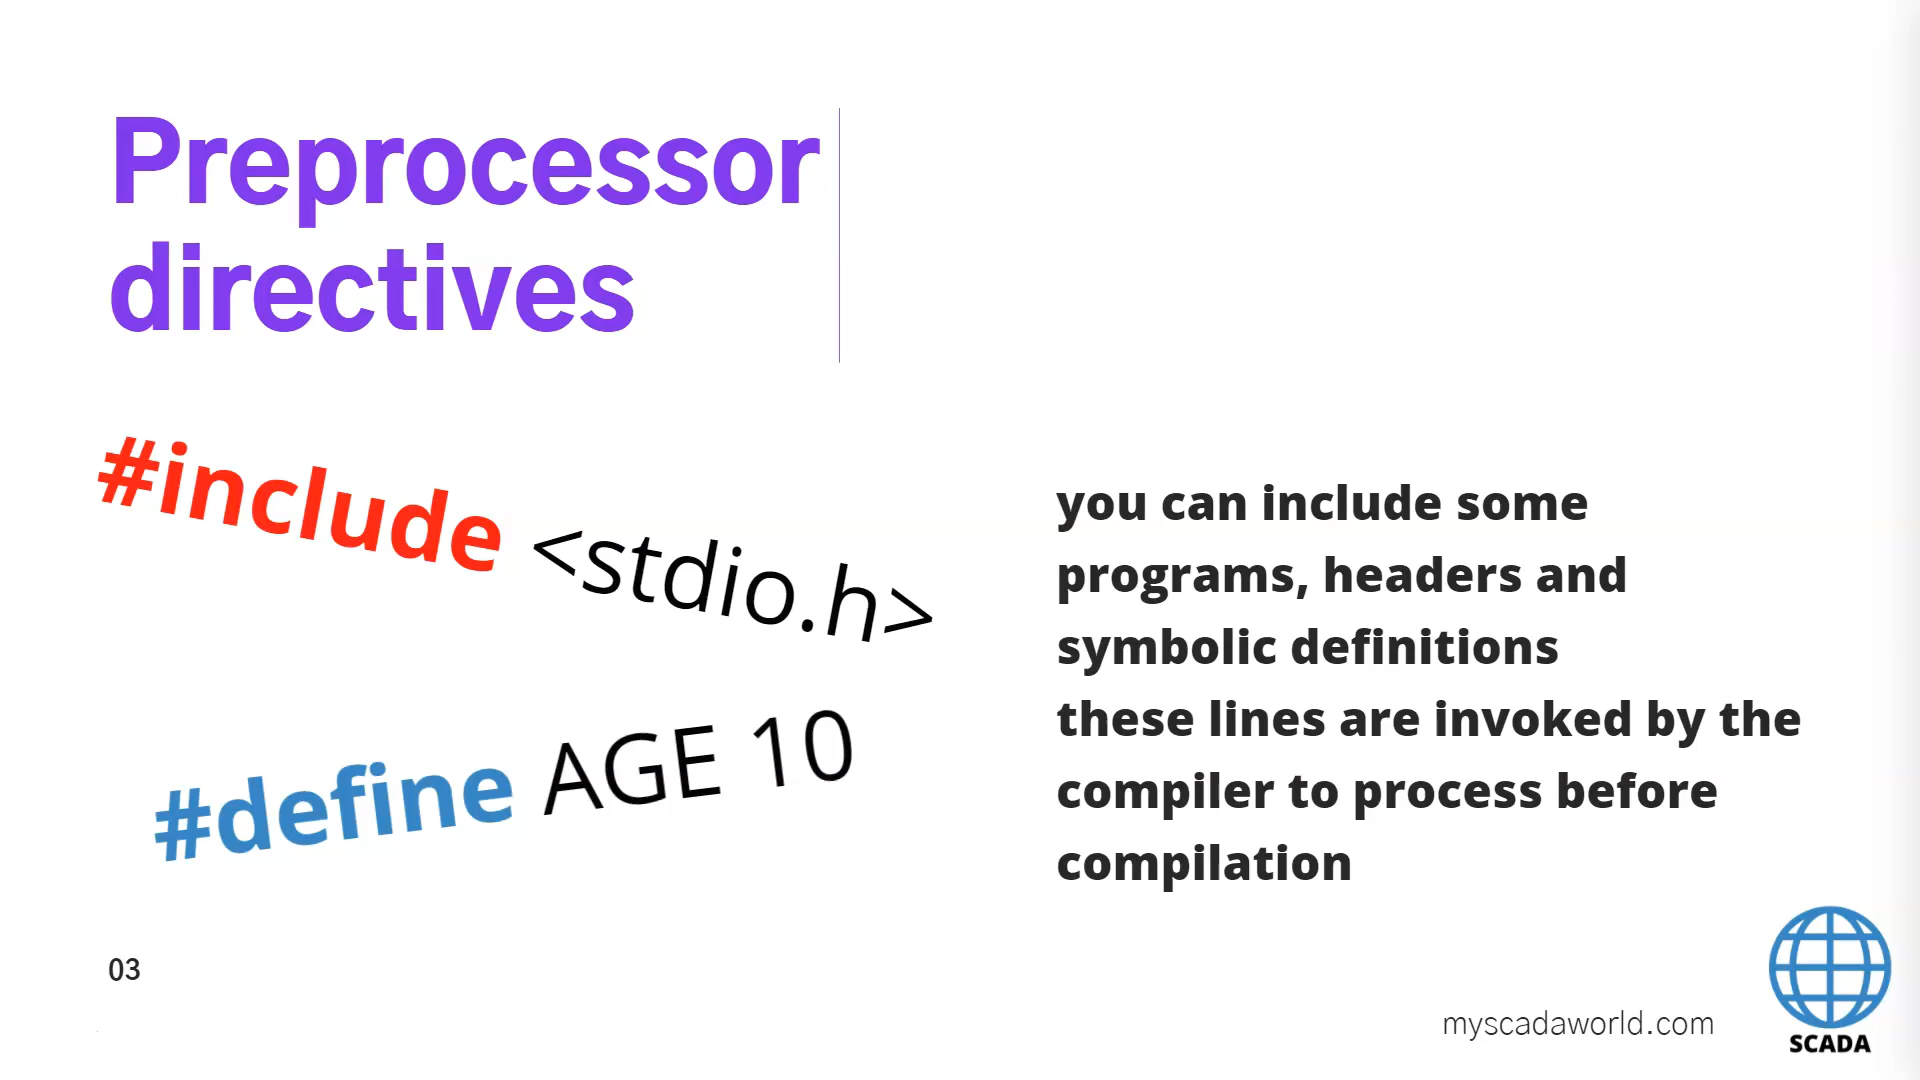 Preprocessor
directives
#include <stdio.h>
#define AGE 10
you can include some
programs, headers and
symbolic definitions
these lines are invoked by the
compiler to process before
compilation
03
myscadaworld.com
SCADA